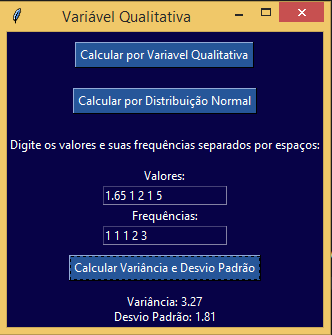 Variável Qualitativa
Calcular por Variavel Qualitativa
Calcular por Distribuição Normal
Digite os valores e suas frequências separados por espaços:
Valores:
1.65 1 2 1 5
Frequências:
1 1 1 2 3
Calcular Variância e Desvio Padrão
Variância: 3.27
Desvio Padrão: 1.81